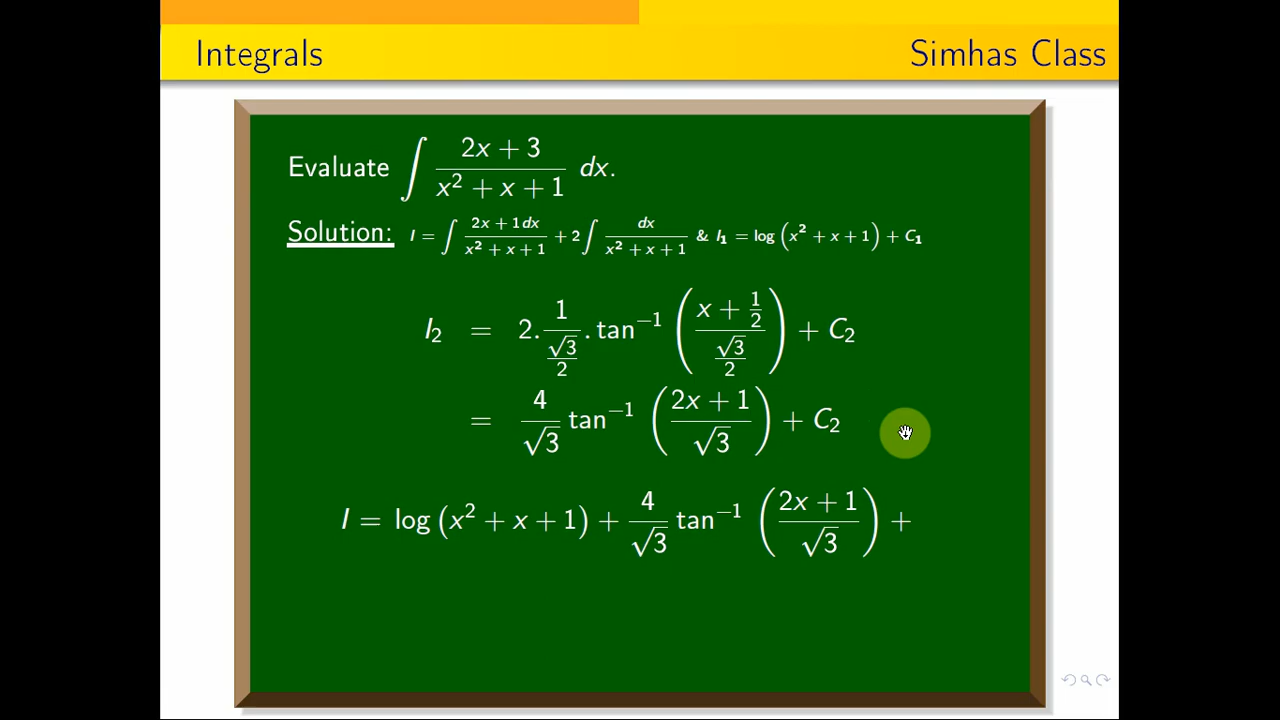 Integrals Simhas Class
Evaluate ∫ (2x + 3)/(x² + x + 1) dx.
Solution: I = ∫ (2x + 1dx)/(x² + x + 1) + 2 ∫ dx/(x² + x + 1) & I₁ = log (x² + x + 1) + C₁
I₂ = 2. 1/(√3/2) . tan⁻¹ ((x + 1/2)/(√3/2)) + C₂
= 4/√3 tan⁻¹ ((2x + 1)/√3) + C₂
I = log (x² + x + 1) + 4/√3 tan⁻¹ ((2x + 1)/√3) +